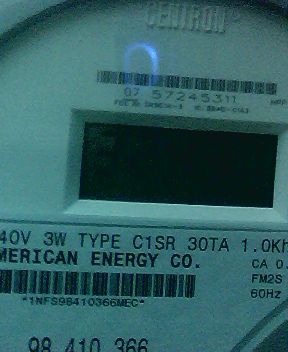 CENTRON
07 57245311
40V 3W TYPE C1SR 30TA 1.0Kh
MERICAN ENERGY CO.
CA 0.
FM2S
60Hz
*1NFS98410366MEC*
98 410 366